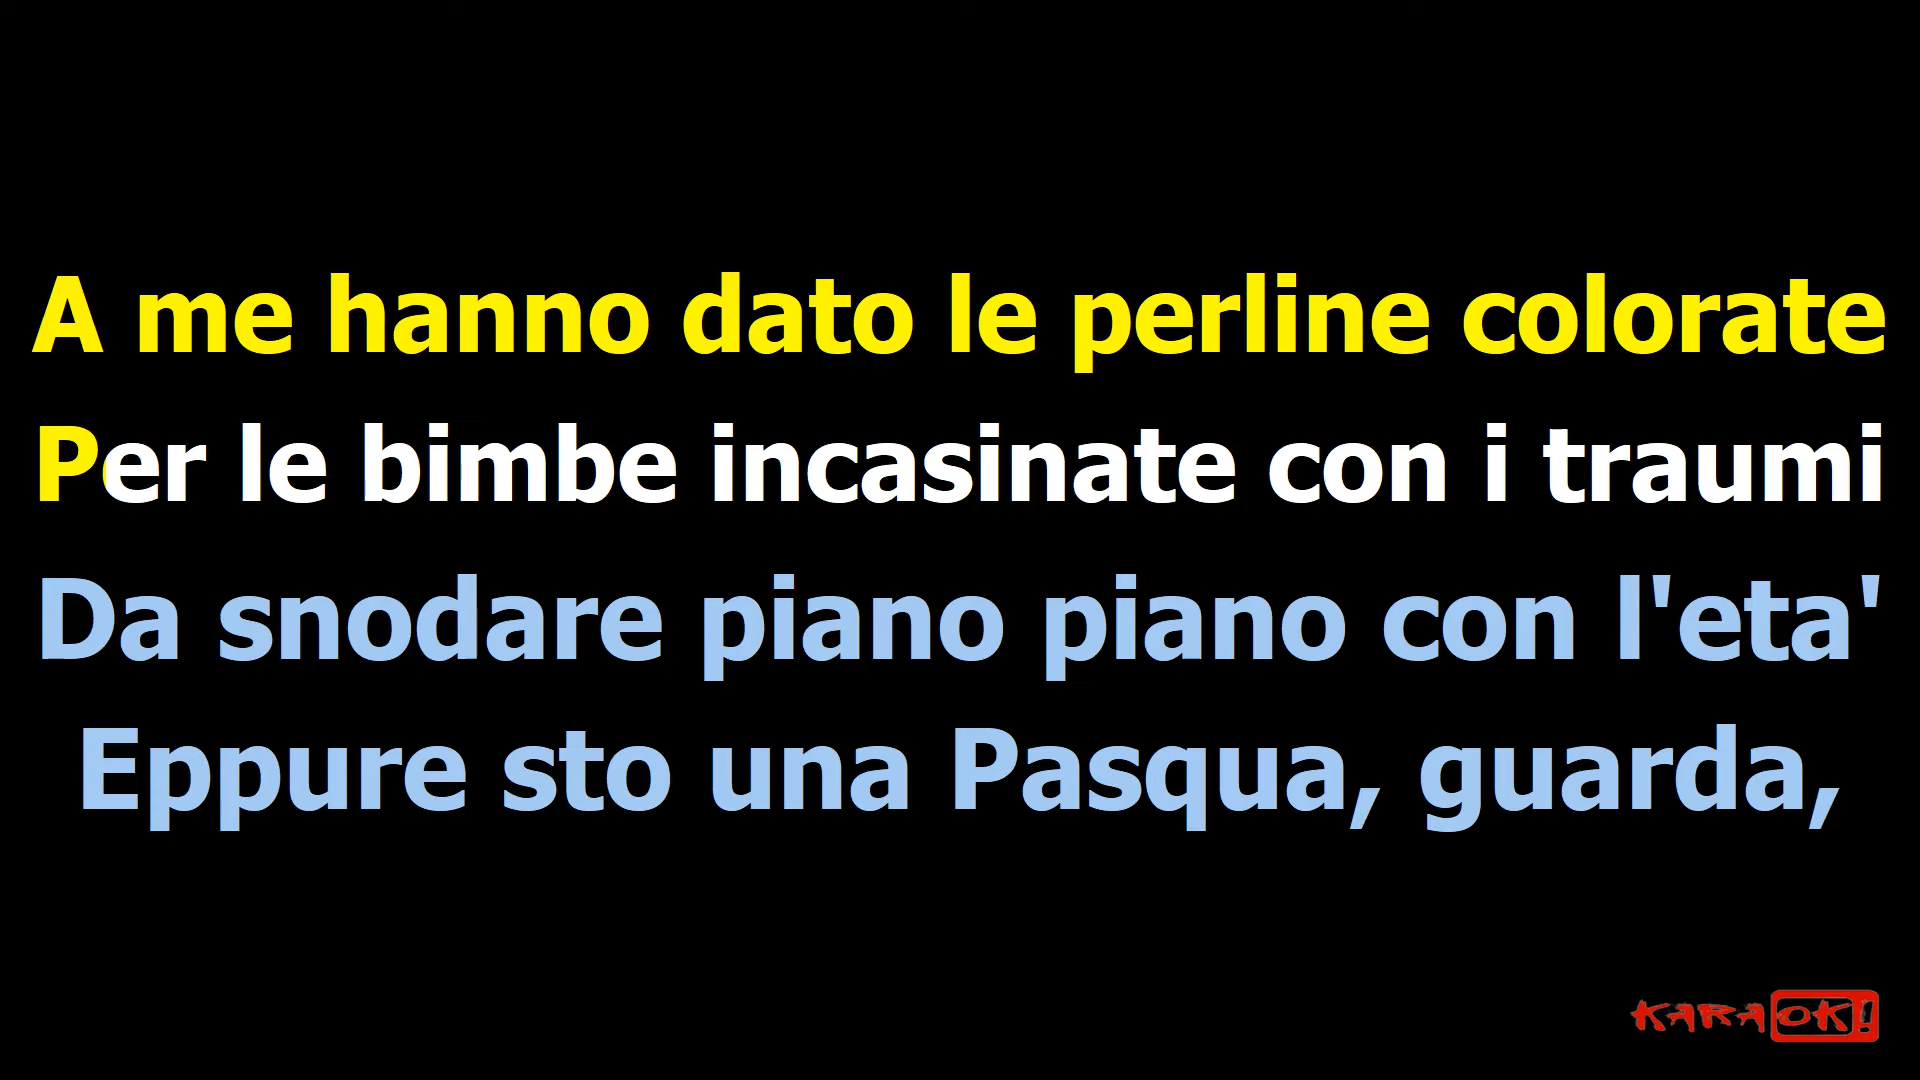 A me hanno dato le perline colorate
Per le bimbe incasinate con i traumi
Da snodare piano piano con l'eta'
Eppure sto una Pasqua, guarda,
KARAOK!